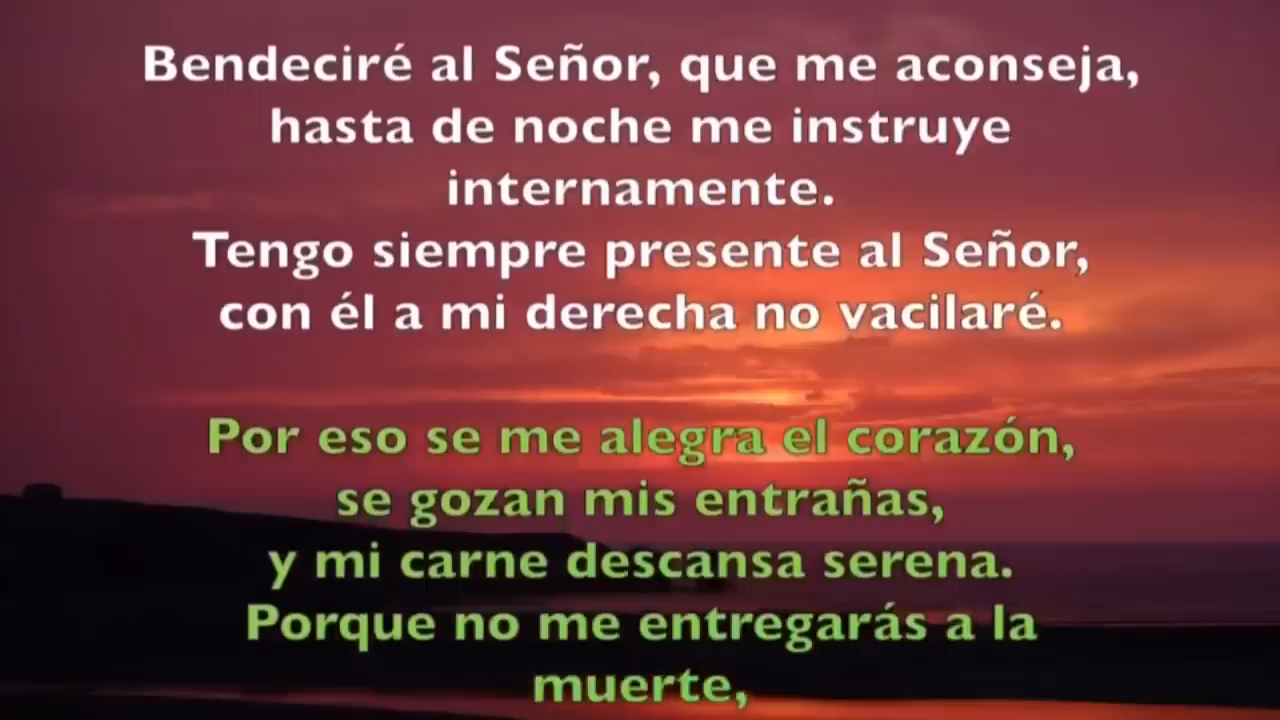 Bendeciré al Señor, que me aconseja,
hasta de noche me instruye
internamente.
Tengo siempre presente al Señor,
con él a mi derecha no vacilaré.
Por eso se me alegra el corazón,
se gozan mis entrañas,
y mi carne descansa serena.
Porque no me entregarás a la
muerte,